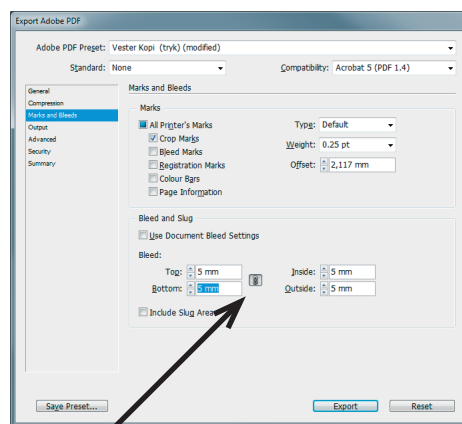 Export Adobe PDF
Adobe PDF Preset: Vester Kopi (tryk) (modified)
Standard: None Compatibility: Acrobat 5 (PDF 1.4)
General
Compression
Marks and Bleeds
Output
Advanced
Security
Summary
Marks and Bleeds
Marks
All Printer's Marks Type: Default
Crop Marks Weight: 0.25 pt
Bleed Marks
Registration Marks Offset: 2,117 mm
Colour Bars
Page Information
Bleed and Slug
Use Document Bleed Settings
Bleed:
Top: 5 mm Inside: 5 mm
Bottom: 5 mm Outside: 5 mm
Include Slug Area
Save Preset... Export Reset